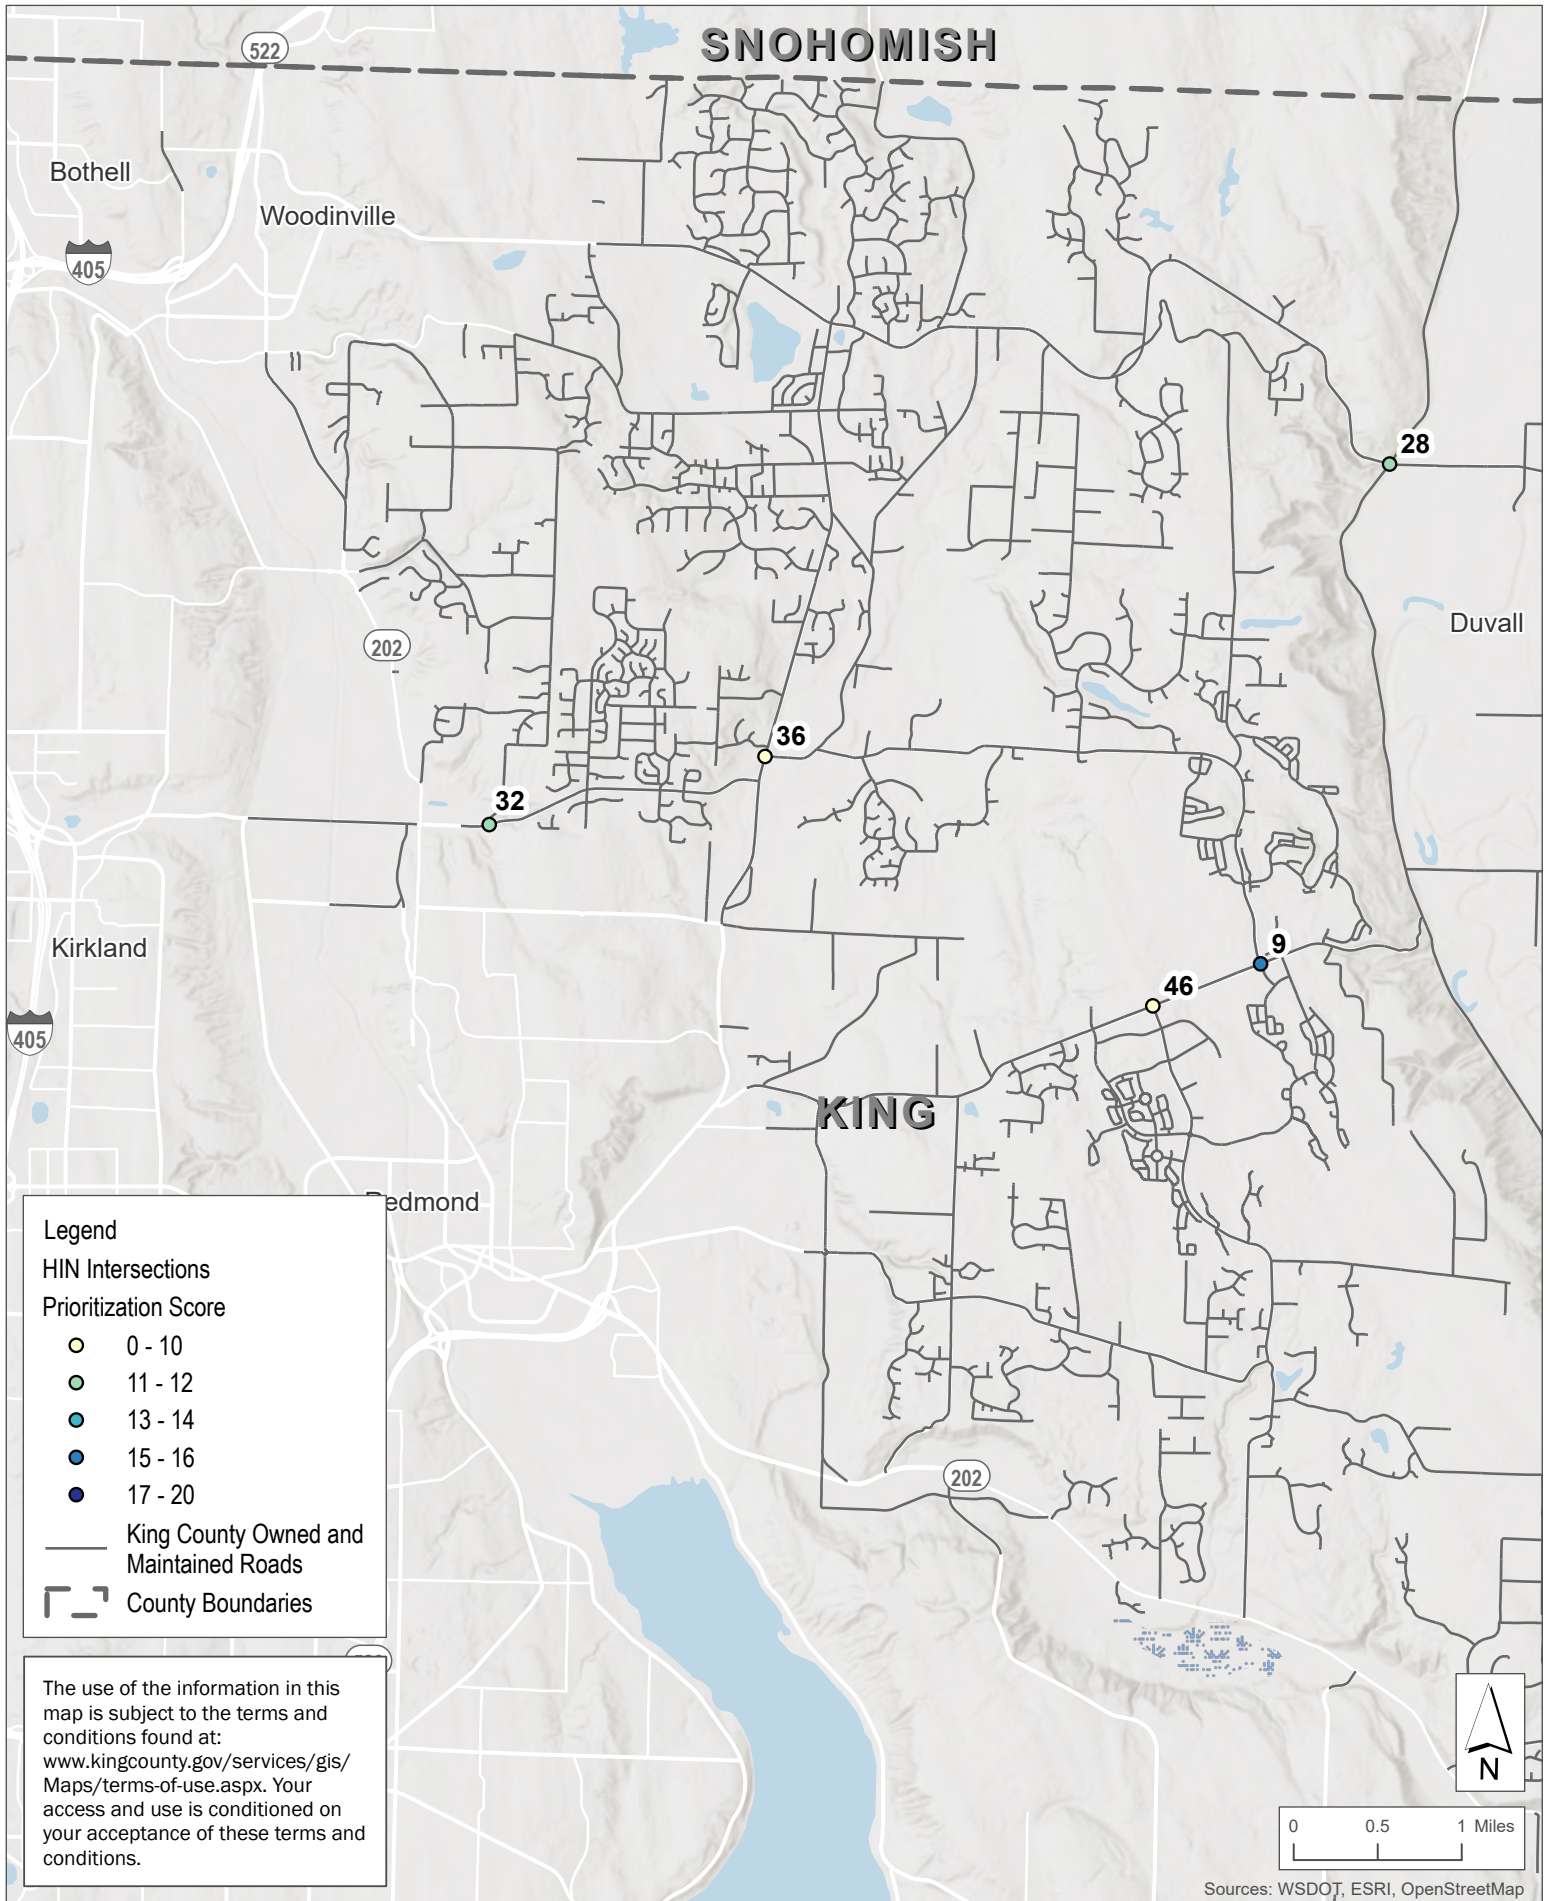 SNOHOMISH
522
Bothell
Woodinville
405
28
Duvall
202
36
32
Kirkland
9
46
405
KING
Redmond
202
Legend
HIN Intersections
Prioritization Score
0 - 10
11 - 12
13 - 14
15 - 16
17 - 20
King County Owned and
Maintained Roads
County Boundaries
The use of the information in this
map is subject to the terms and
conditions found at:
www.kingcounty.gov/services/gis/
Maps/terms-of-use.aspx. Your
access and use is conditioned on
your acceptance of these terms and
conditions.
N
0 0.5 1 Miles
Sources: WSDOT, ESRI, OpenStreetMap